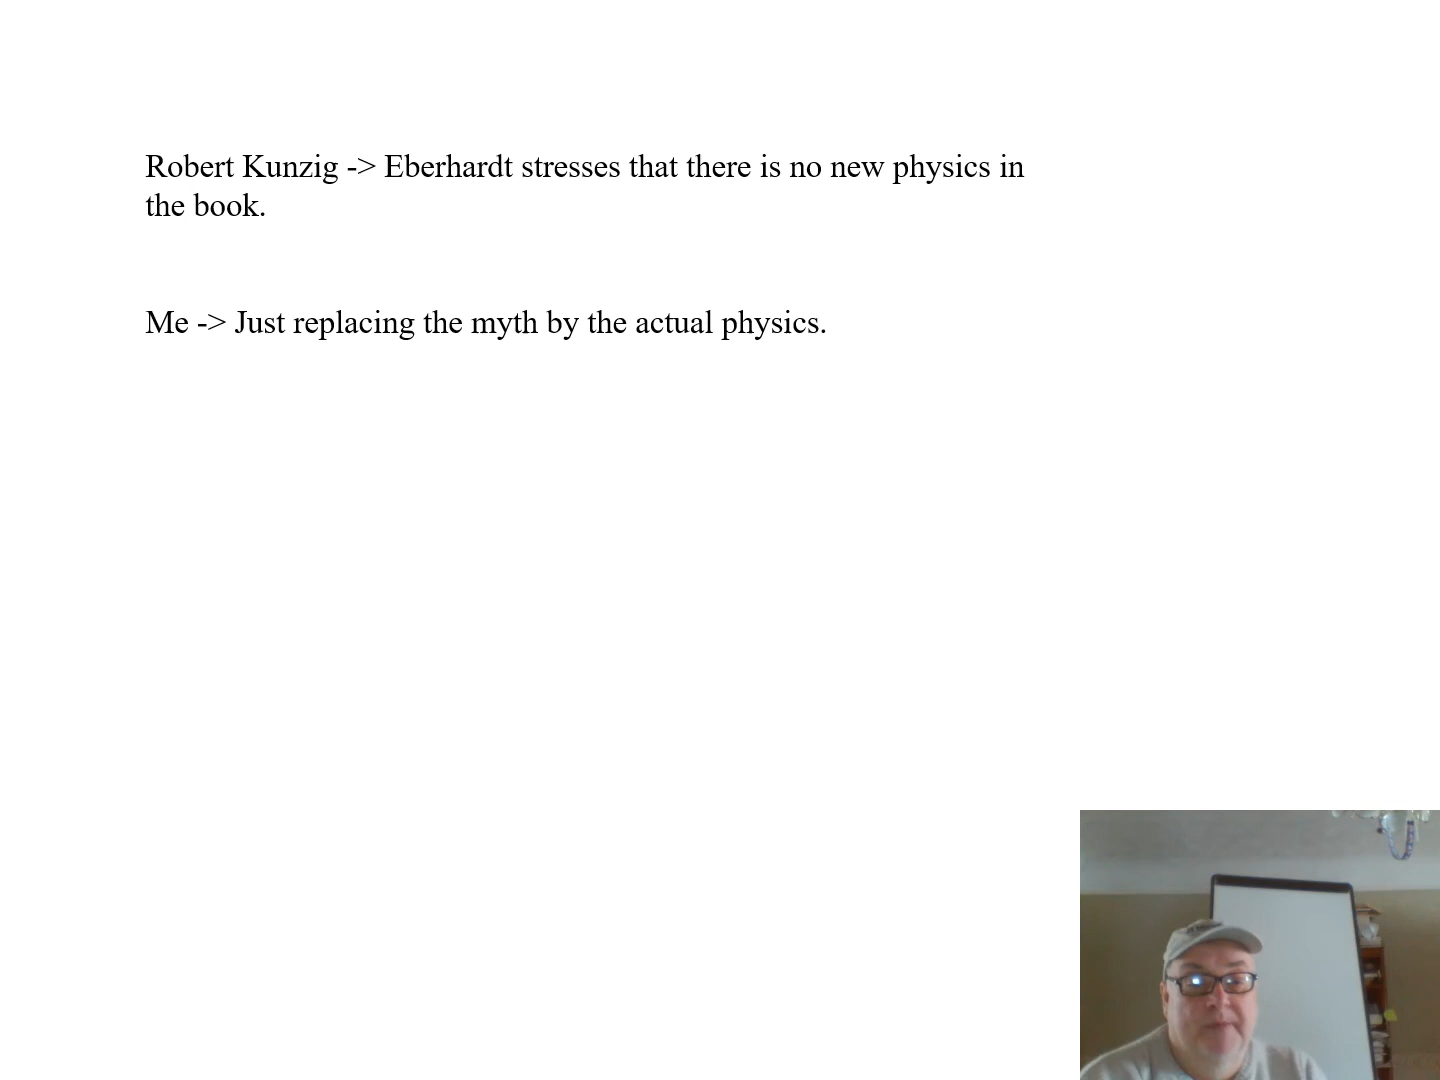 Robert Kunzig -> Eberhardt stresses that there is no new physics in
the book.
Me -> Just replacing the myth by the actual physics.